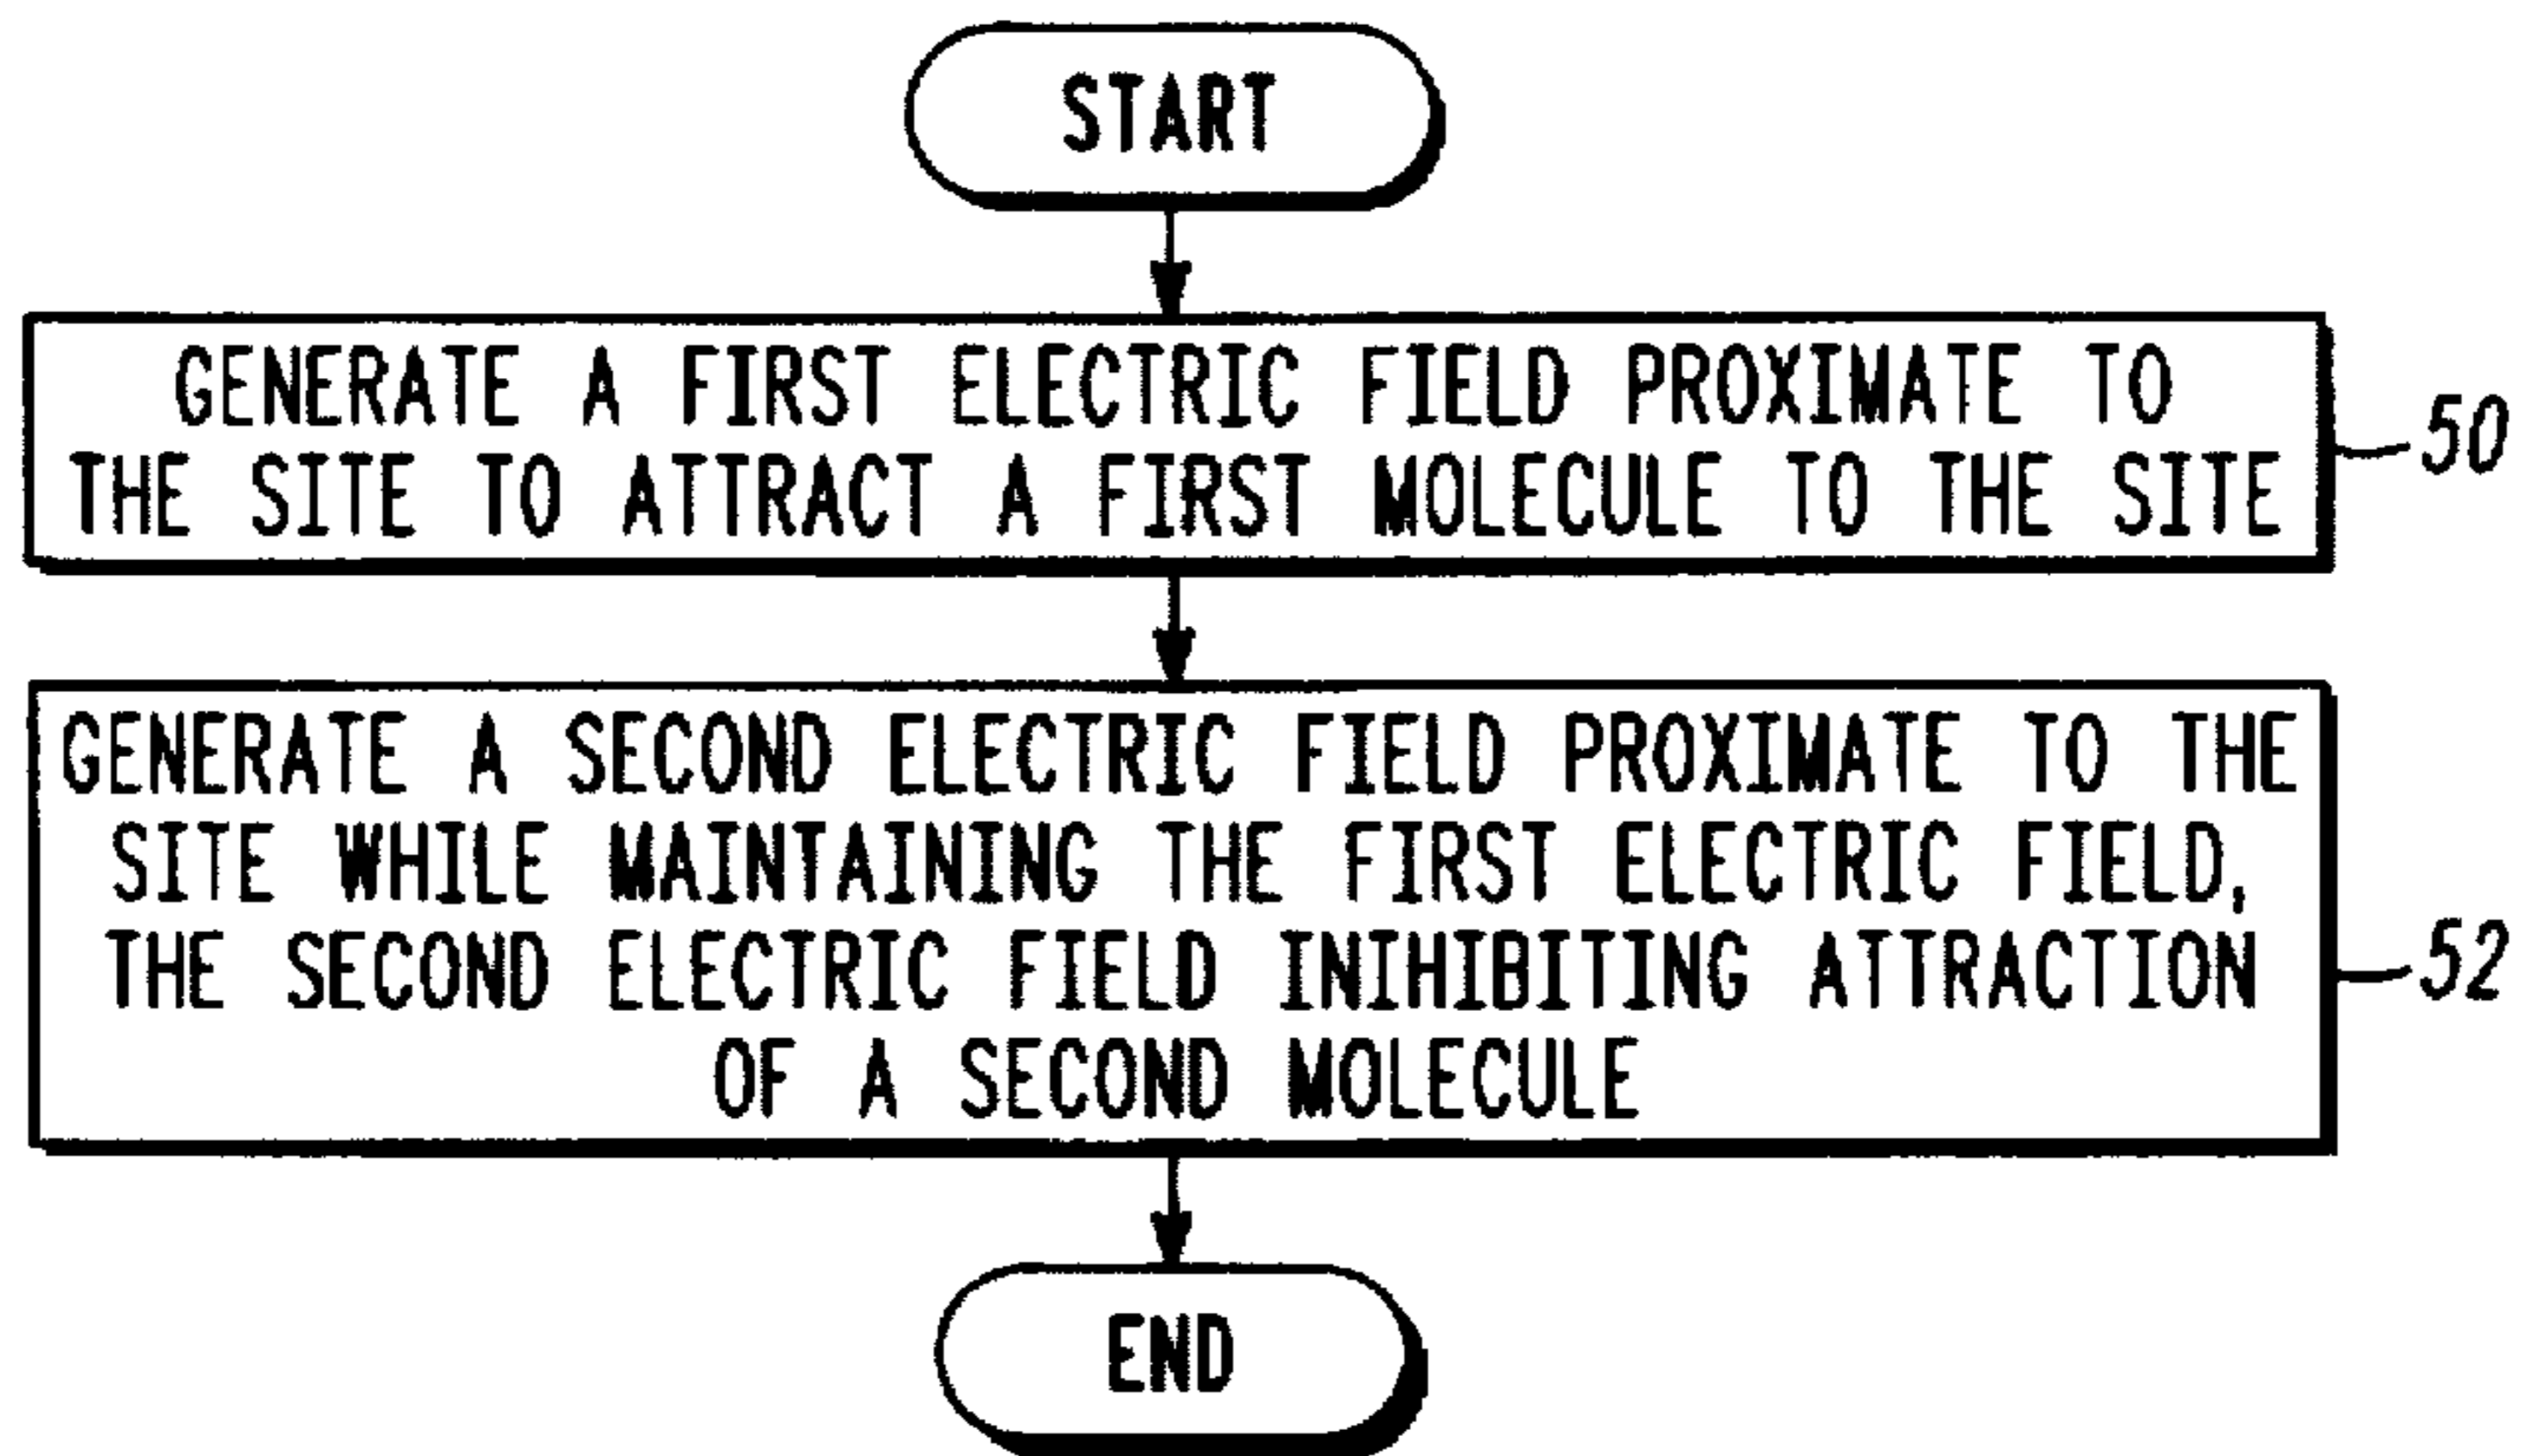 START
GENERATE A FIRST ELECTRIC FIELD PROXIMATE TO
THE SITE TO ATTRACT A FIRST MOLECULE TO THE SITE
50
GENERATE A SECOND ELECTRIC FIELD PROXIMATE TO THE
SITE WHILE MAINTAINING THE FIRST ELECTRIC FIELD,
THE SECOND ELECTRIC FIELD INIHIBITING ATTRACTION
OF A SECOND MOLECULE
52
END